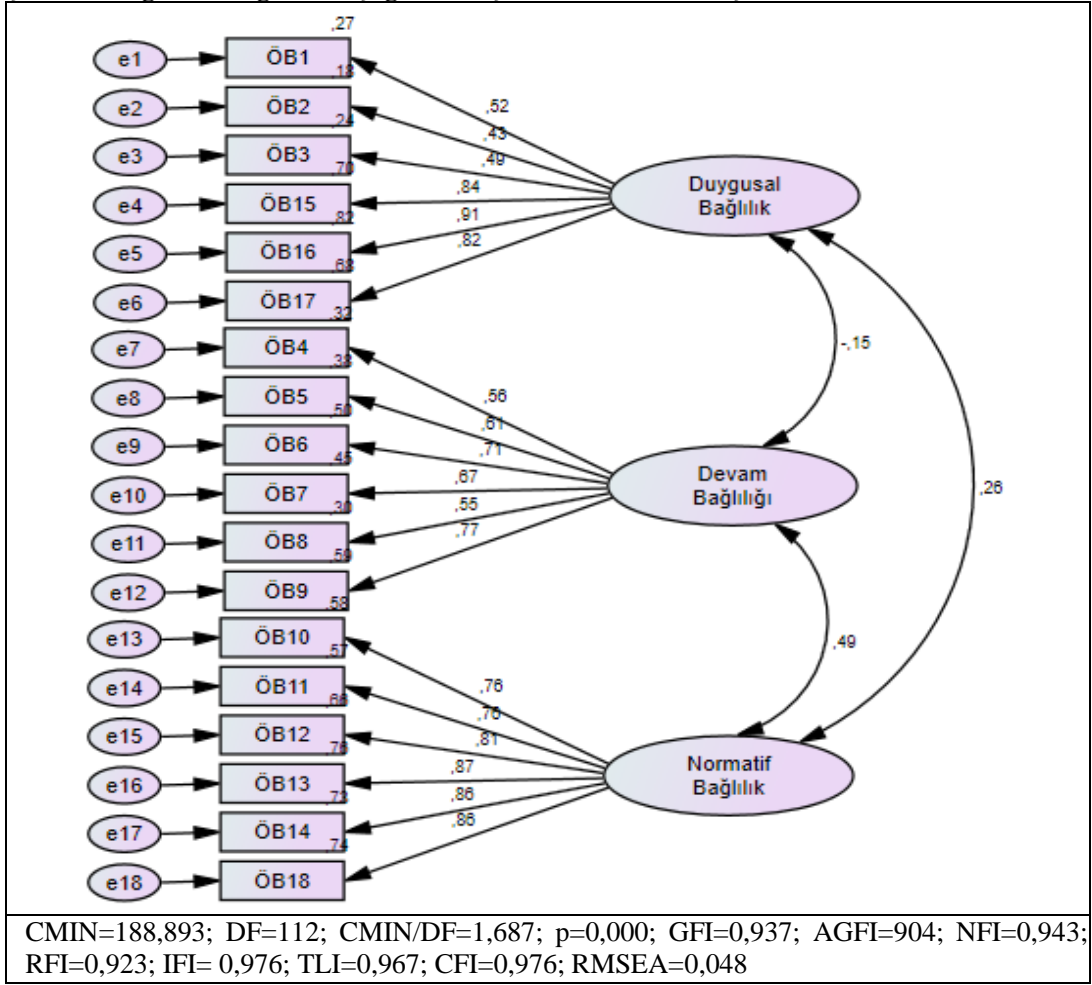 ,27
e1 ÖB1
,18
,52
e2 ÖB2
,24
,43
e3 ÖB3
,70
,49
e4 ÖB15
,82
,84
e5 ÖB16
,68
,91
e6 ÖB17
,32
,82
Duygusal
Bağlılık
e7 ÖB4
,38
-,15
e8 ÖB5
,50
,56
e9 ÖB6
,45
,61
e10 ÖB7
,30
,71
e11 ÖB8
,59
,67
e12 ÖB9
,58
,55
,77
Devam
Bağlılığı
,26
e13 ÖB10
,57
,49
e14 ÖB11
,66
,76
e15 ÖB12
,76
,76
e16 ÖB13
,73
,81
e17 ÖB14
,74
,87
e18 ÖB18
,86
,86
Normatif
Bağlılık
CMIN=188,893; DF=112; CMIN/DF=1,687; p=0,000; GFI=0,937; AGFI=904; NFI=0,943;
RFI=0,923; IFI= 0,976; TLI=0,967; CFI=0,976; RMSEA=0,048